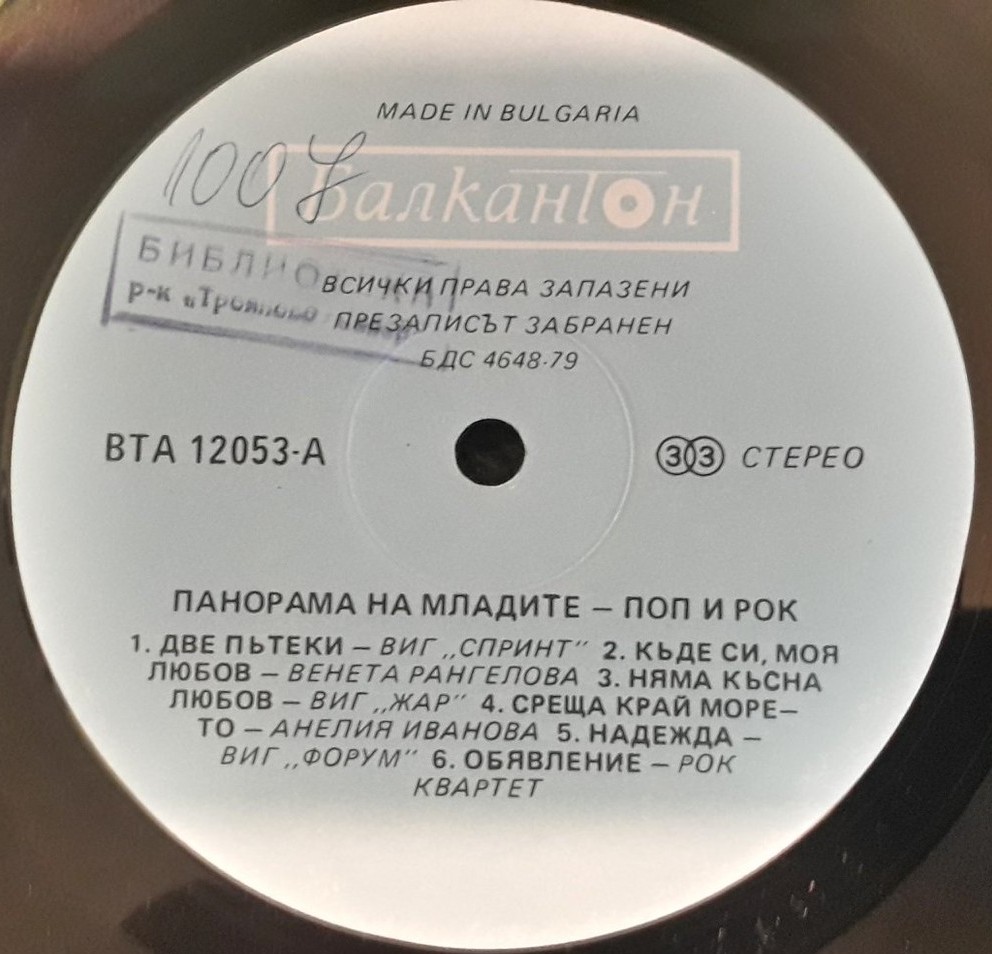 MADE IN BULGARIA
100
Балкантон
БИБЛИОТЕКА
р-к „Трояново
ВСИЧКИ ПРАВА ЗАПАЗЕНИ
ПРЕЗАПИСЪТ ЗАБРАНЕН
БДС 4648-79
ВТА 12053-А
33 СТЕРЕО
ПАНОРАМА НА МЛАДИТЕ – ПОП И РОК
1. ДВЕ ПЪТЕКИ – ВИГ „СПРИНТ“ 2. КЪДЕ СИ, МОЯ
ЛЮБОВ – ВЕНЕТА РАНГЕЛОВА 3. НЯМА КЪСНА
ЛЮБОВ – ВИГ „ЖАР“ 4. СРЕЩА КРАЙ МОРЕ–
ТО – АНЕЛИЯ ИВАНОВА 5. НАДЕЖДА –
ВИГ „ФОРУМ“ 6. ОБЯВЛЕНИЕ – РОК
КВАРТЕТ